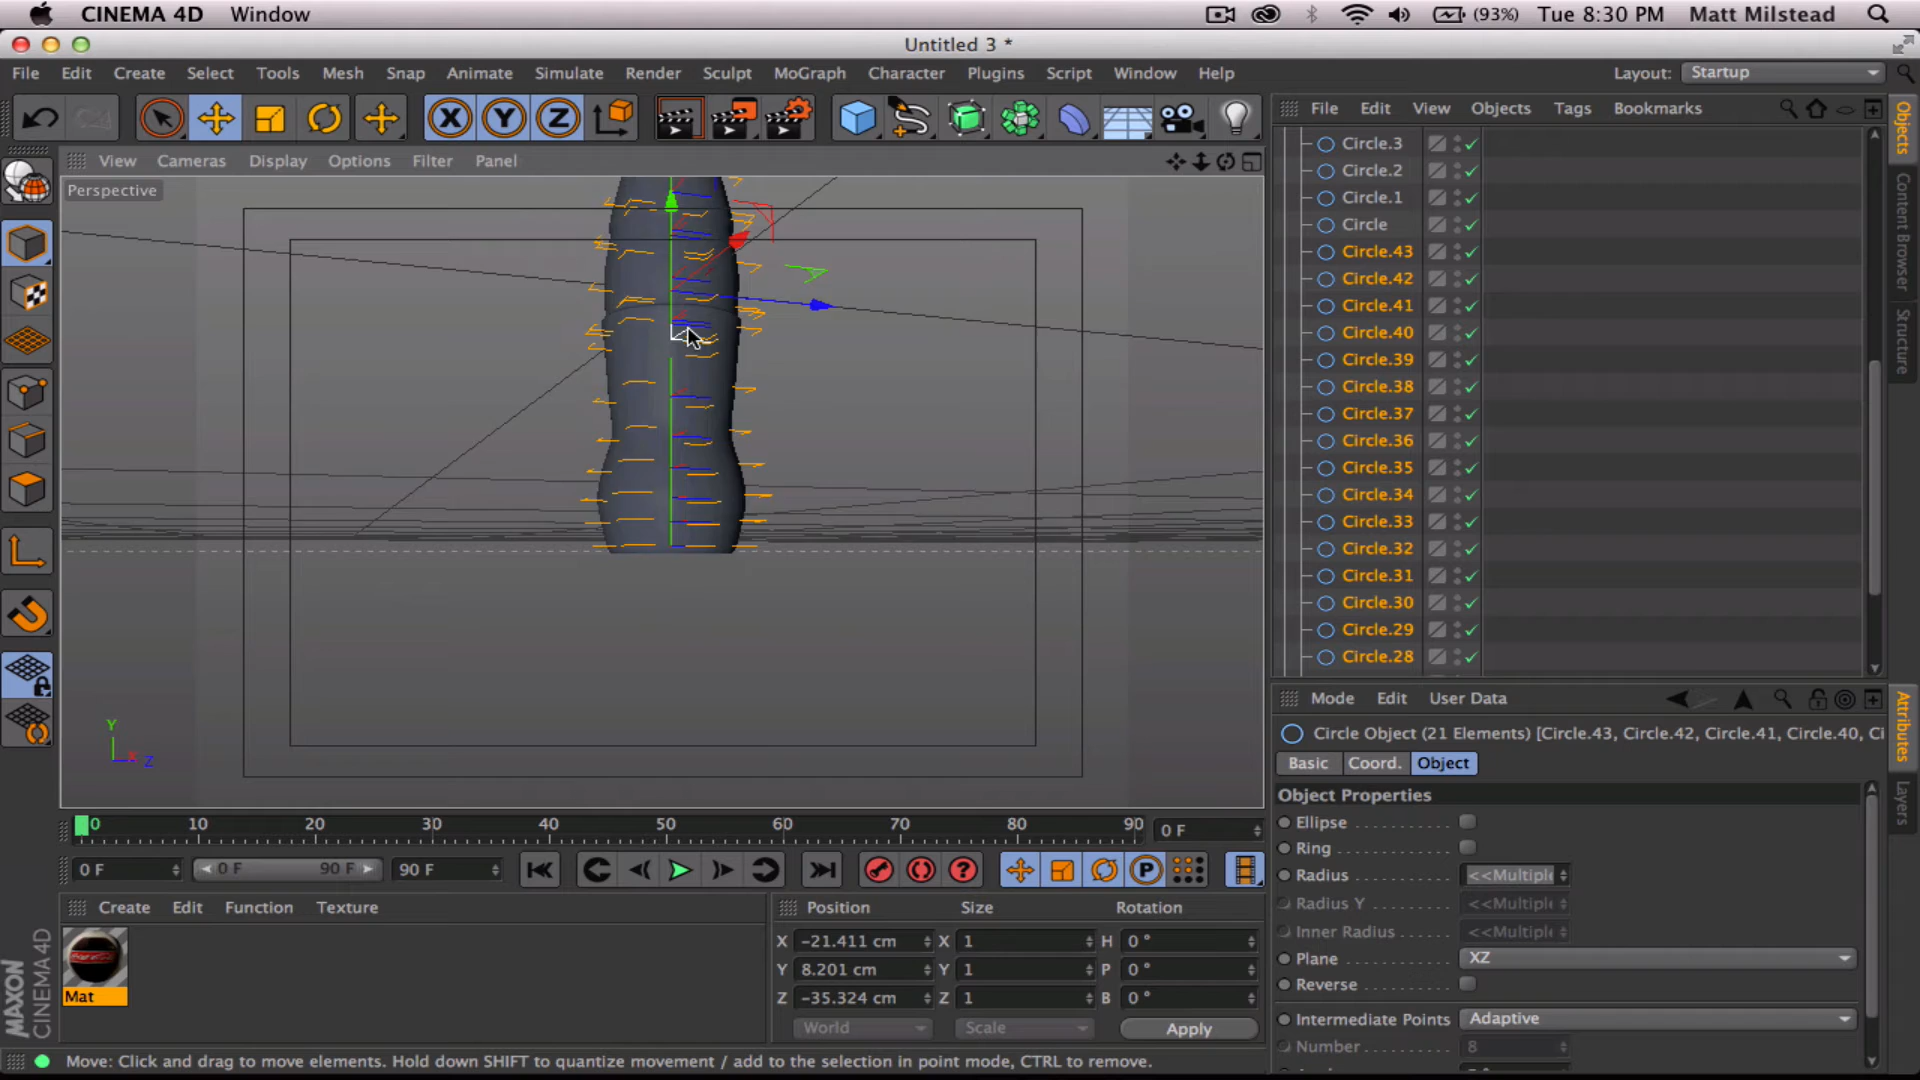 CINEMA 4D Window (93%) Tue 8:30 PM Matt Milstead
Untitled 3 *
File Edit Create Select Tools Mesh Snap Animate Simulate Render Sculpt MoGraph Character Plugins Script Window Help Layout: Startup
X Y Z
File Edit View Objects Tags Bookmarks
Objects
Content Browser
Structure
View Cameras Display Options Filter Panel
Perspective
Circle.3
Circle.2
Circle.1
Circle
Circle.43
Circle.42
Circle.41
Circle.40
Circle.39
Circle.38
Circle.37
Circle.36
Circle.35
Circle.34
Circle.33
Circle.32
Circle.31
Circle.30
Circle.29
Circle.28
Y
X Z
Mode Edit User Data
Attributes
Layers
Circle Object (21 Elements) [Circle.43, Circle.42, Circle.41, Circle.40, Ci
Basic Coord. Object
Object Properties
Ellipse
Ring
Radius <<Multipl
Radius Y <<Multipl
Inner Radius <<Multipl
Plane XZ
Reverse
Intermediate Points Adaptive
Number 8
0 10 20 30 40 50 60 70 80 90 0 F
0 F 0 F 90 F 90 F
P
Create Edit Function Texture
Mat
MAXON
CINEMA 4D
Position Size Rotation
X -21.411 cm X 1 H 0 °
Y 8.201 cm Y 1 P 0 °
Z -35.324 cm Z 1 B 0 °
World Scale Apply
Move: Click and drag to move elements. Hold down SHIFT to quantize movement / add to the selection in point mode, CTRL to remove.